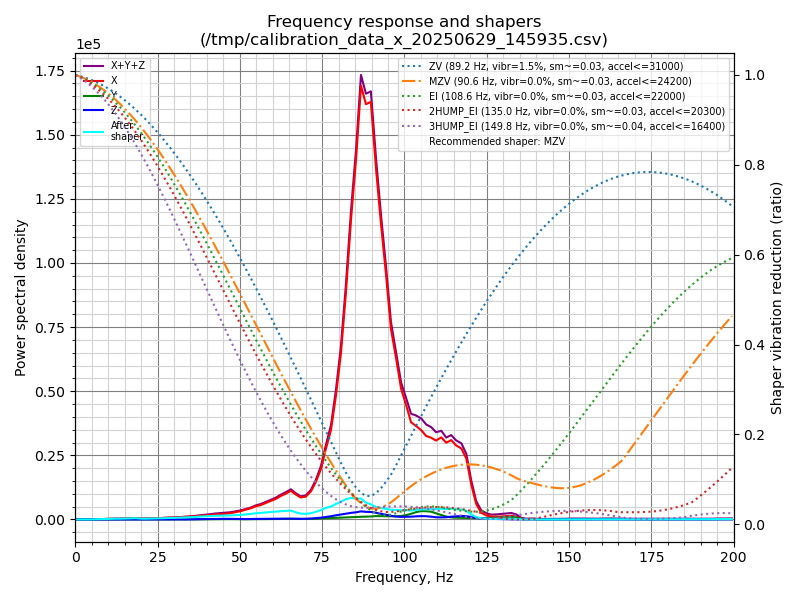 Frequency response and shapers
(/tmp/calibration_data_x_20250629_145935.csv)
1e5
X+Y+Z
X
Y
Z
After
shaper
ZV (89.2 Hz, vibr=1.5%, sm~=0.03, accel<=31000)
MZV (90.6 Hz, vibr=0.0%, sm~=0.03, accel<=24200)
EI (108.6 Hz, vibr=0.0%, sm~=0.03, accel<=22000)
2HUMP_EI (135.0 Hz, vibr=0.0%, sm~=0.03, accel<=20300)
3HUMP_EI (149.8 Hz, vibr=0.0%, sm~=0.04, accel<=16400)
Recommended shaper: MZV
Power spectral density
1.75
1.50
1.25
1.00
0.75
0.50
0.25
0.00
1.0
0.8
0.6
0.4
0.2
0.0
Shaper vibration reduction (ratio)
0 25 50 75 100 125 150 175 200
Frequency, Hz